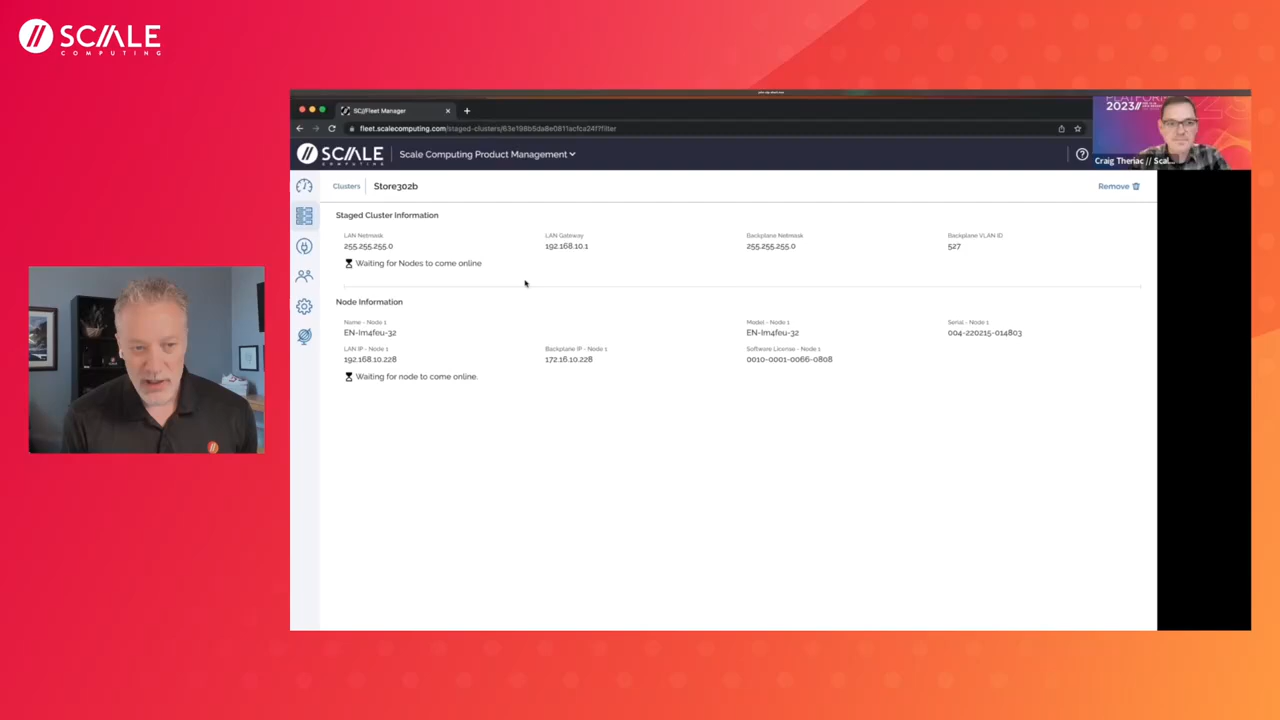 SCALE
COMPUTING
SC//Fleet Manager
fleet.scalecomputing.com/staged-clusters/63e198b5da8e0811acfce24f?filter
PLATFORM
2023//
SCALE
Scale Computing Product Management
Craig Theriac // Scal...
Clusters
Store302b
Remove
Staged Cluster Information
LAN Netmask
LAN Gateway
Backplane Netmask
Backplane VLAN ID
255.255.255.0
192.168.10.1
255.255.255.0
527
Waiting for Nodes to come online
Node Information
Name - Node 1
Model - Node 1
Serial - Node 1
EN-lm4feu-32
EN-lm4feu-32
004-220215-014803
LAN IP - Node 1
Backplane IP - Node 1
Software License - Node 1
192.168.10.228
172.16.10.228
0010-0001-0066-0808
Waiting for node to come online.